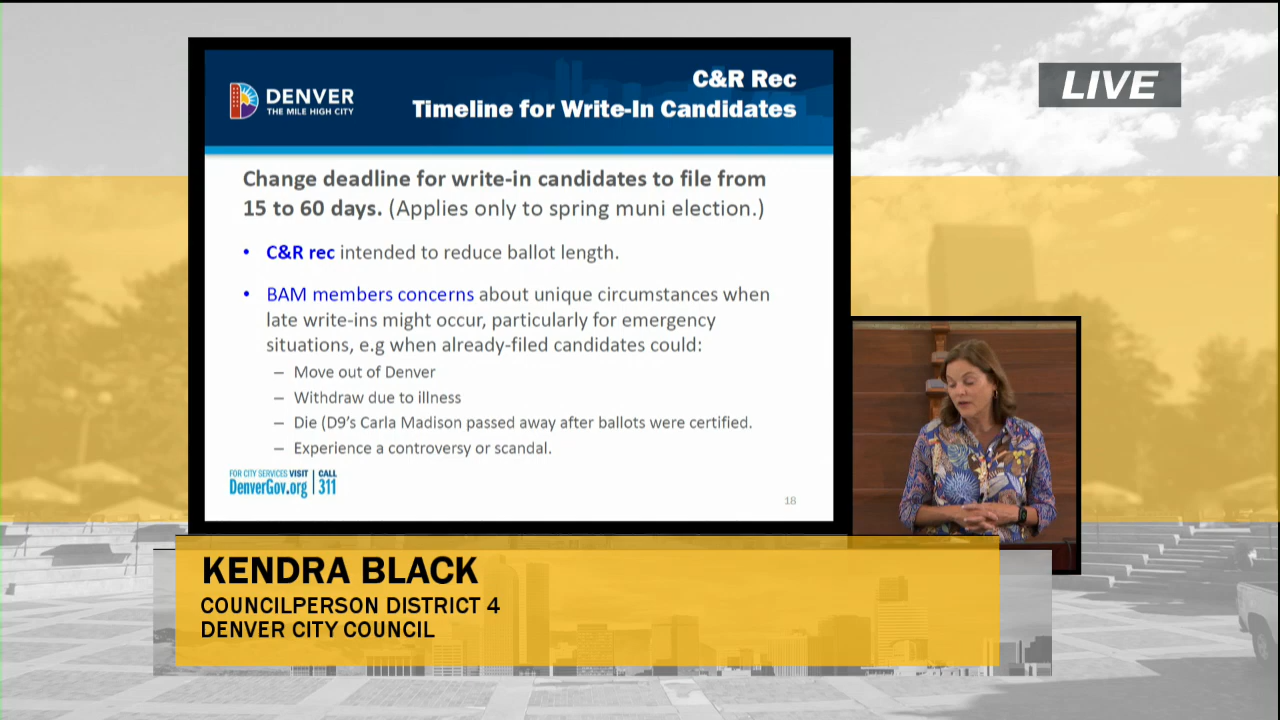 C&R Rec
DENVER
THE MILE HIGH CITY
Timeline for Write-In Candidates
LIVE
Change deadline for write-in candidates to file from
15 to 60 days. (Applies only to spring muni election.)
• C&R rec intended to reduce ballot length.
• BAM members concerns about unique circumstances when
late write-ins might occur, particularly for emergency
situations, e.g when already-filed candidates could:
– Move out of Denver
– Withdraw due to illness
– Die (D9's Carla Madison passed away after ballots were certified.
– Experience a controversy or scandal.
FOR CITY SERVICES VISIT | CALL
DenverGov.org | 311
18
KENDRA BLACK
COUNCILPERSON DISTRICT 4
DENVER CITY COUNCIL